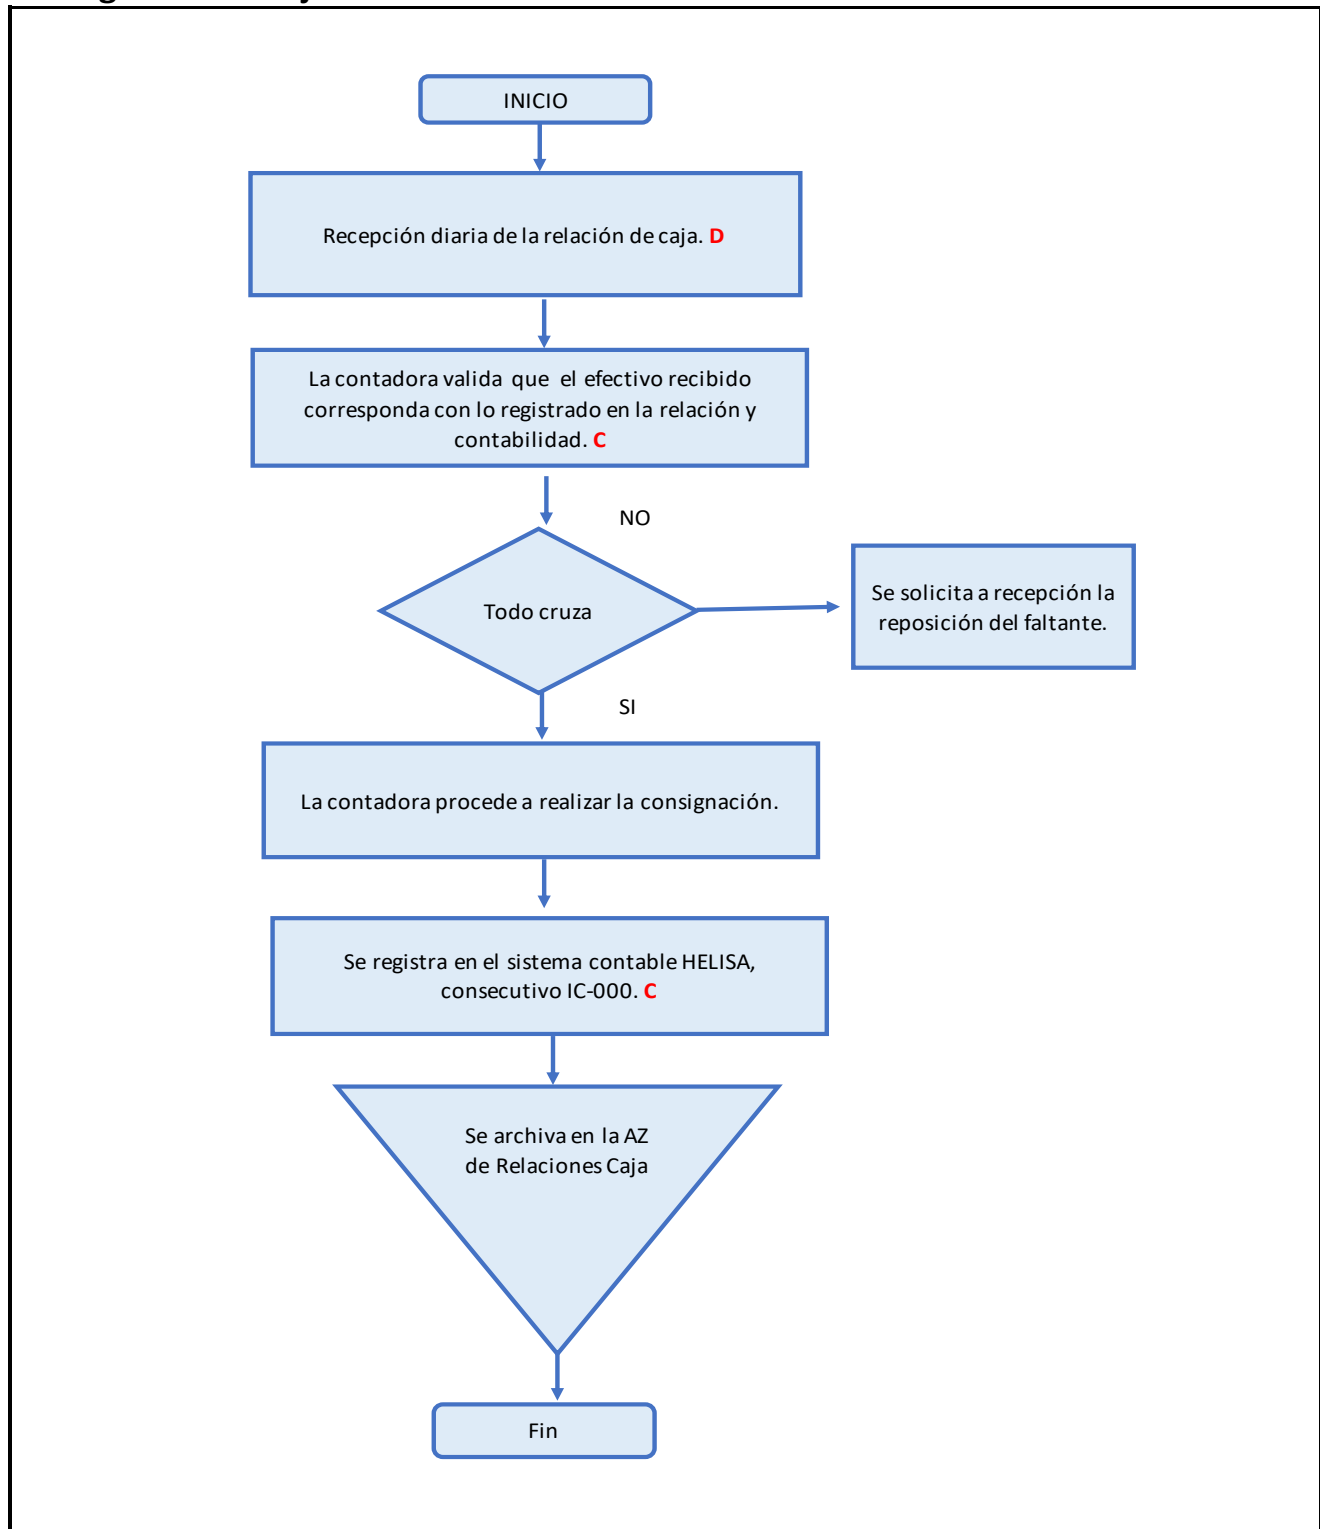 INICIO
Recepción diaria de la relación de caja. D
La contadora valida que el efectivo recibido
corresponda con lo registrado en la relación y
contabilidad. C
NO
Todo cruza
Se solicita a recepción la
reposición del faltante.
SI
La contadora procede a realizar la consignación.
Se registra en el sistema contable HELISA,
consecutivo IC-000. C
Se archiva en la AZ
de Relaciones Caja
Fin